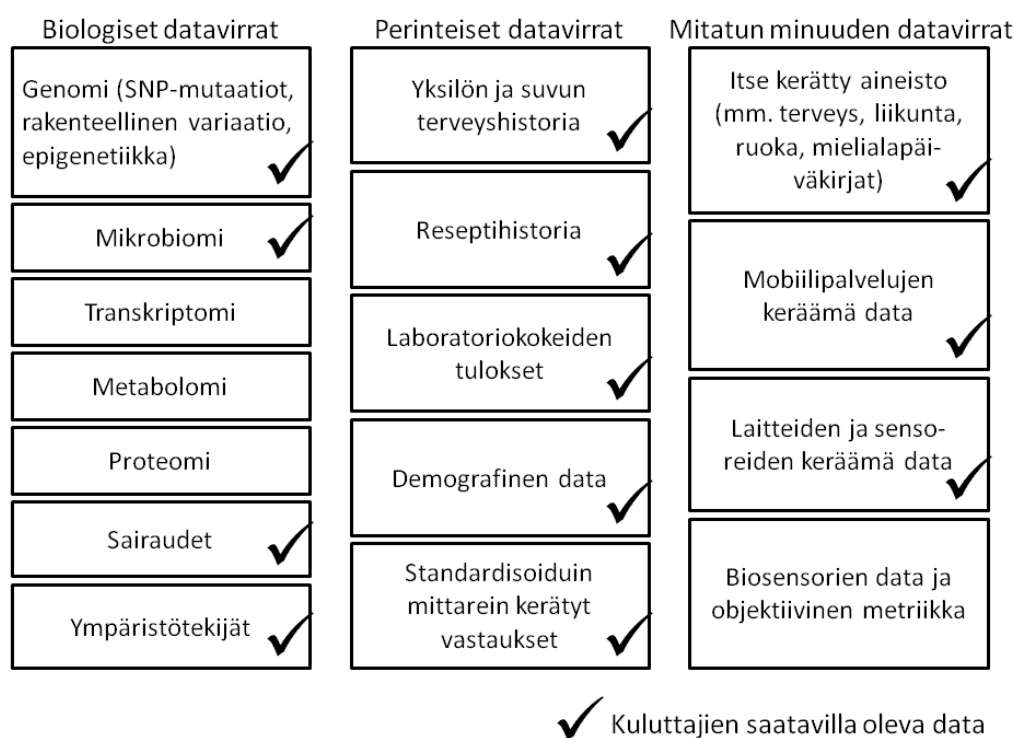 Biologiset datavirrat
Genomi (SNP-mutaatiot,
rakenteellinen variaatio,
epigenetiikka)
Mikrobiomi
Transkriptomi
Metabolomi
Proteomi
Sairaudet
Ympäristötekijät
Perinteiset datavirrat
Yksilön ja suvun
terveyshistoria
Reseptihistoria
Laboratoriokokeiden
tulokset
Demografinen data
Standardisoiduin
mittarein kerätyt
vastaukset
Mitatun minuuden datavirrat
Itse kerätty aineisto
(mm. terveys, liikunta,
ruoka, mielialapäi-
väkirjat)
Mobiilipalvelujen
keräämä data
Laitteiden ja senso-
reiden keräämä data
Biosensorien data ja
objektiivinen metriikka
Kuluttajien saatavilla oleva data